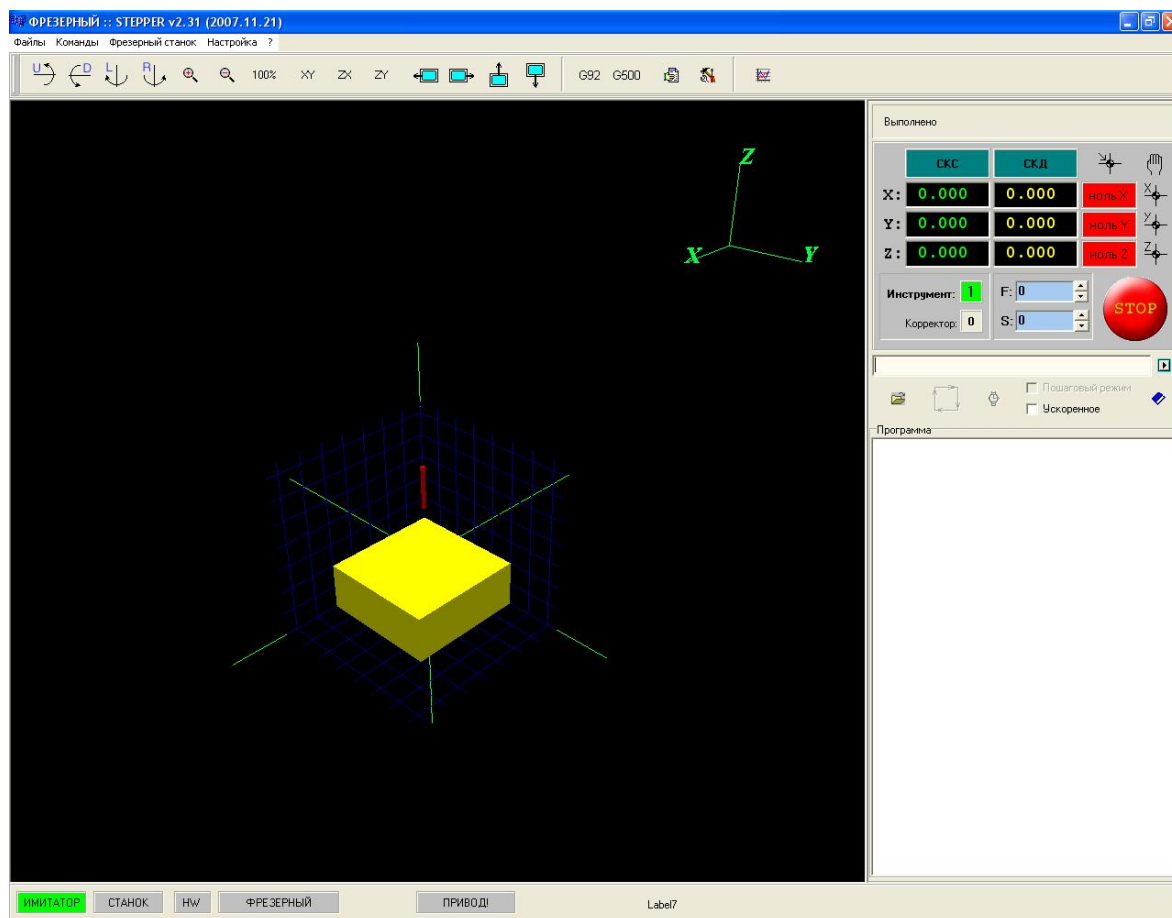 ФРЕЗЕРНЫЙ :: STEPPER v2.31 (2007.11.21)
Файлы Команды Фрезерный станок Настройка ?
U D L R 100% XY ZX ZY G92 G500
Выполнено
СКС СКД
X: 0.000 0.000 ноль X X
Y: 0.000 0.000 ноль Y Y
Z: 0.000 0.000 ноль Z Z
Инструмент: 1 F: 0
STOP
Корректор: 0 S: 0
Пошаговый режим
Ускоренное
Программа
Z
X Y
ИМИТАТОР СТАНОК HW ФРЕЗЕРНЫЙ ПРИВОД! Label7